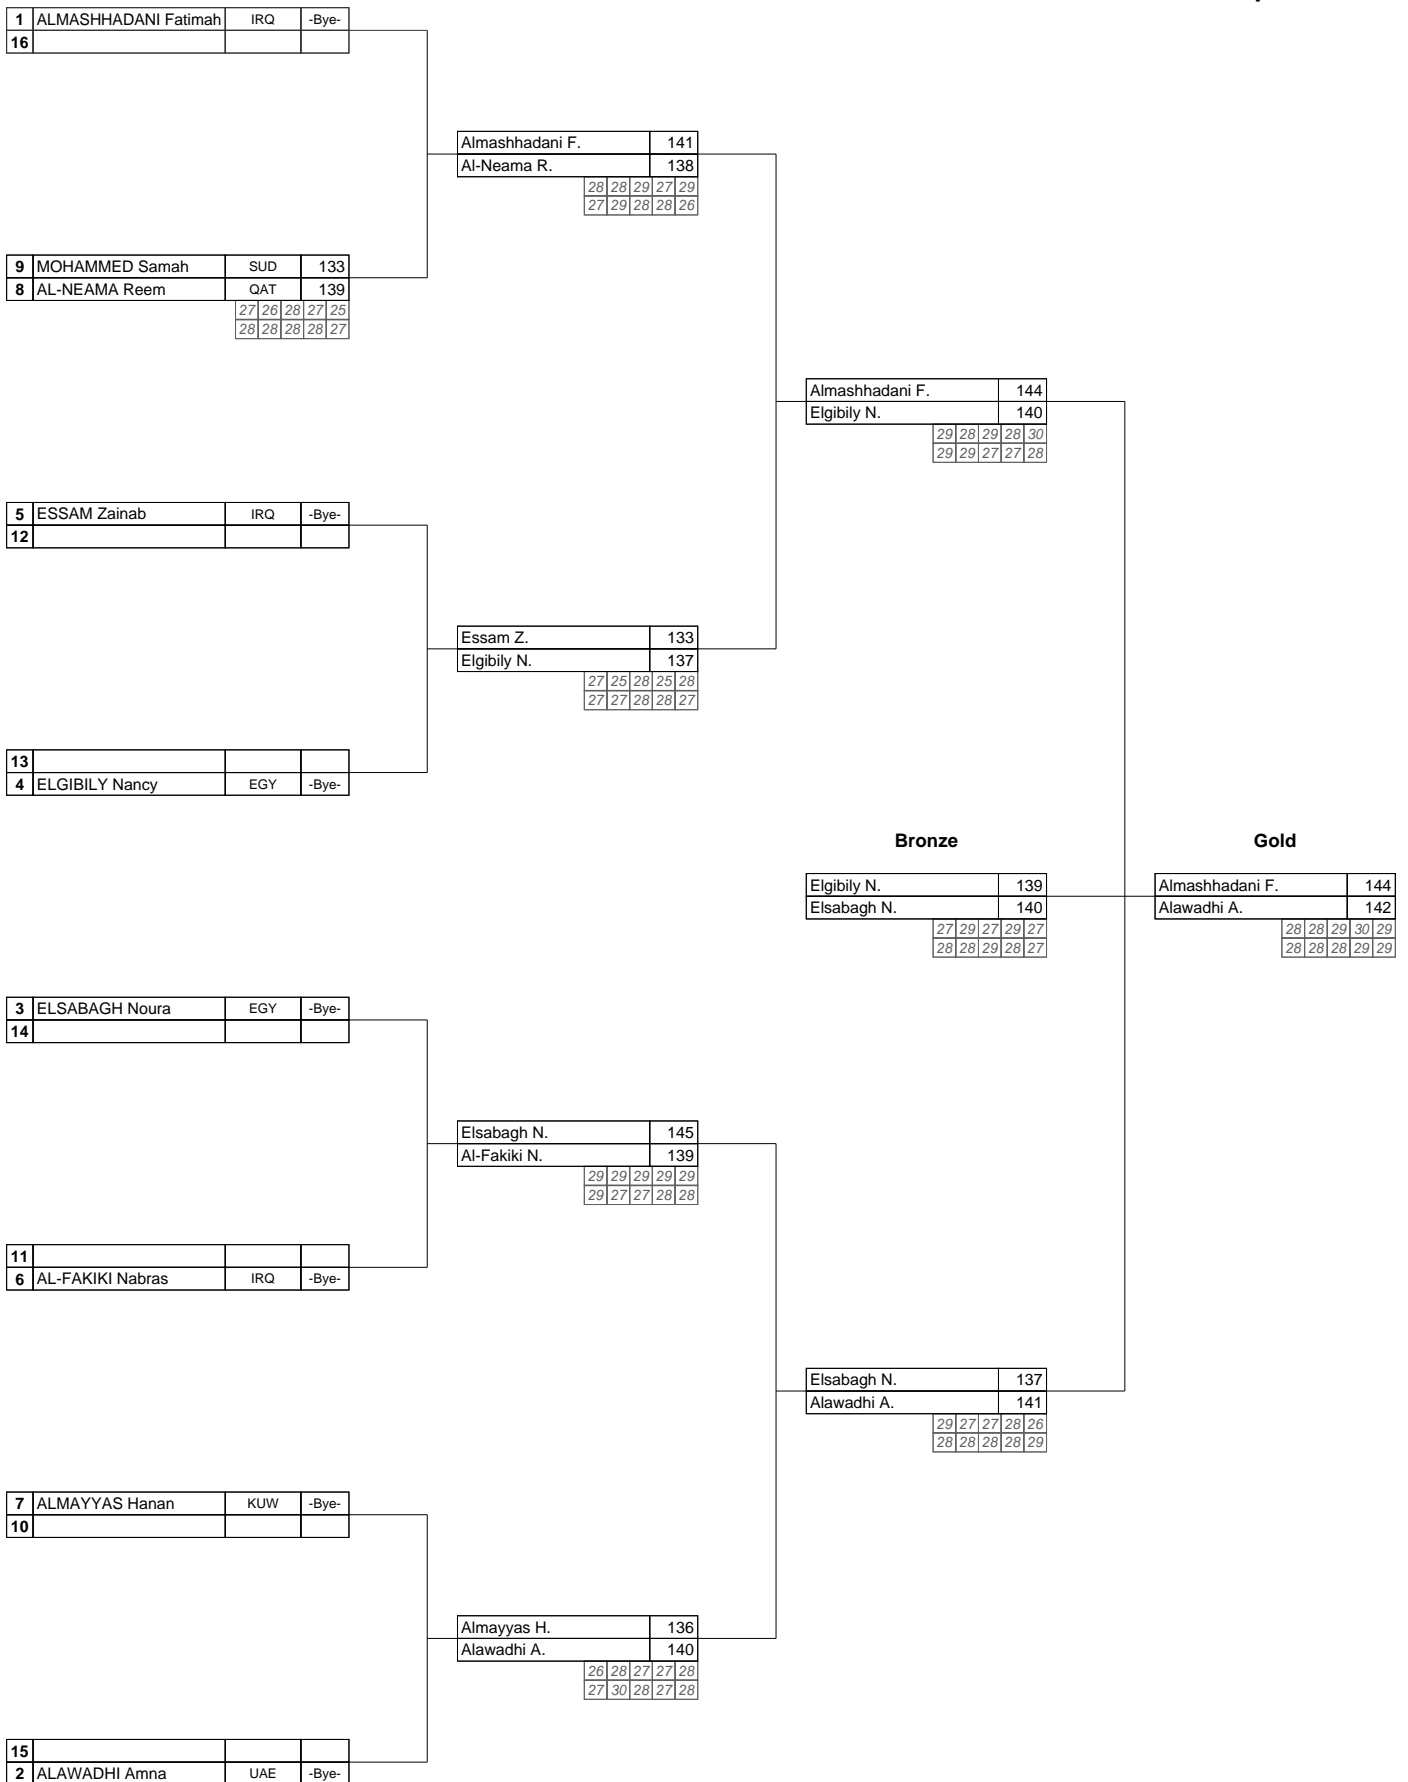 1 ALMASHHADANI Fatimah IRQ -Bye-
16
Almashhadani F. 141
Al-Neama R. 138
28 28 29 27 29
27 29 28 28 26
9 MOHAMMED Samah SUD 133
8 AL-NEAMA Reem QAT 139
27 26 28 27 25
28 28 28 28 27
Almashhadani F. 144
Elgibily N. 140
29 28 29 28 30
29 29 27 27 28
5 ESSAM Zainab IRQ -Bye-
12
Essam Z. 133
Elgibily N. 137
27 25 28 25 28
27 27 28 28 27
13
4 ELGIBILY Nancy EGY -Bye-
Bronze Gold
Elgibily N. 139 Almashhadani F. 144
Elsabagh N. 140 Alawadhi A. 142
27 29 27 29 27 28 28 29 30 29
28 28 29 28 27 28 28 28 29 29
3 ELSABAGH Noura EGY -Bye-
14
Elsabagh N. 145
Al-Fakiki N. 139
29 29 29 29 29
29 27 27 28 28
11
6 AL-FAKIKI Nabras IRQ -Bye-
Elsabagh N. 137
Alawadhi A. 141
29 27 27 28 26
28 28 28 28 29
7 ALMAYYAS Hanan KUW -Bye-
10
Almayyas H. 136
Alawadhi A. 140
26 28 27 27 28
27 30 28 27 28
15
2 ALAWADHI Amna UAE -Bye-